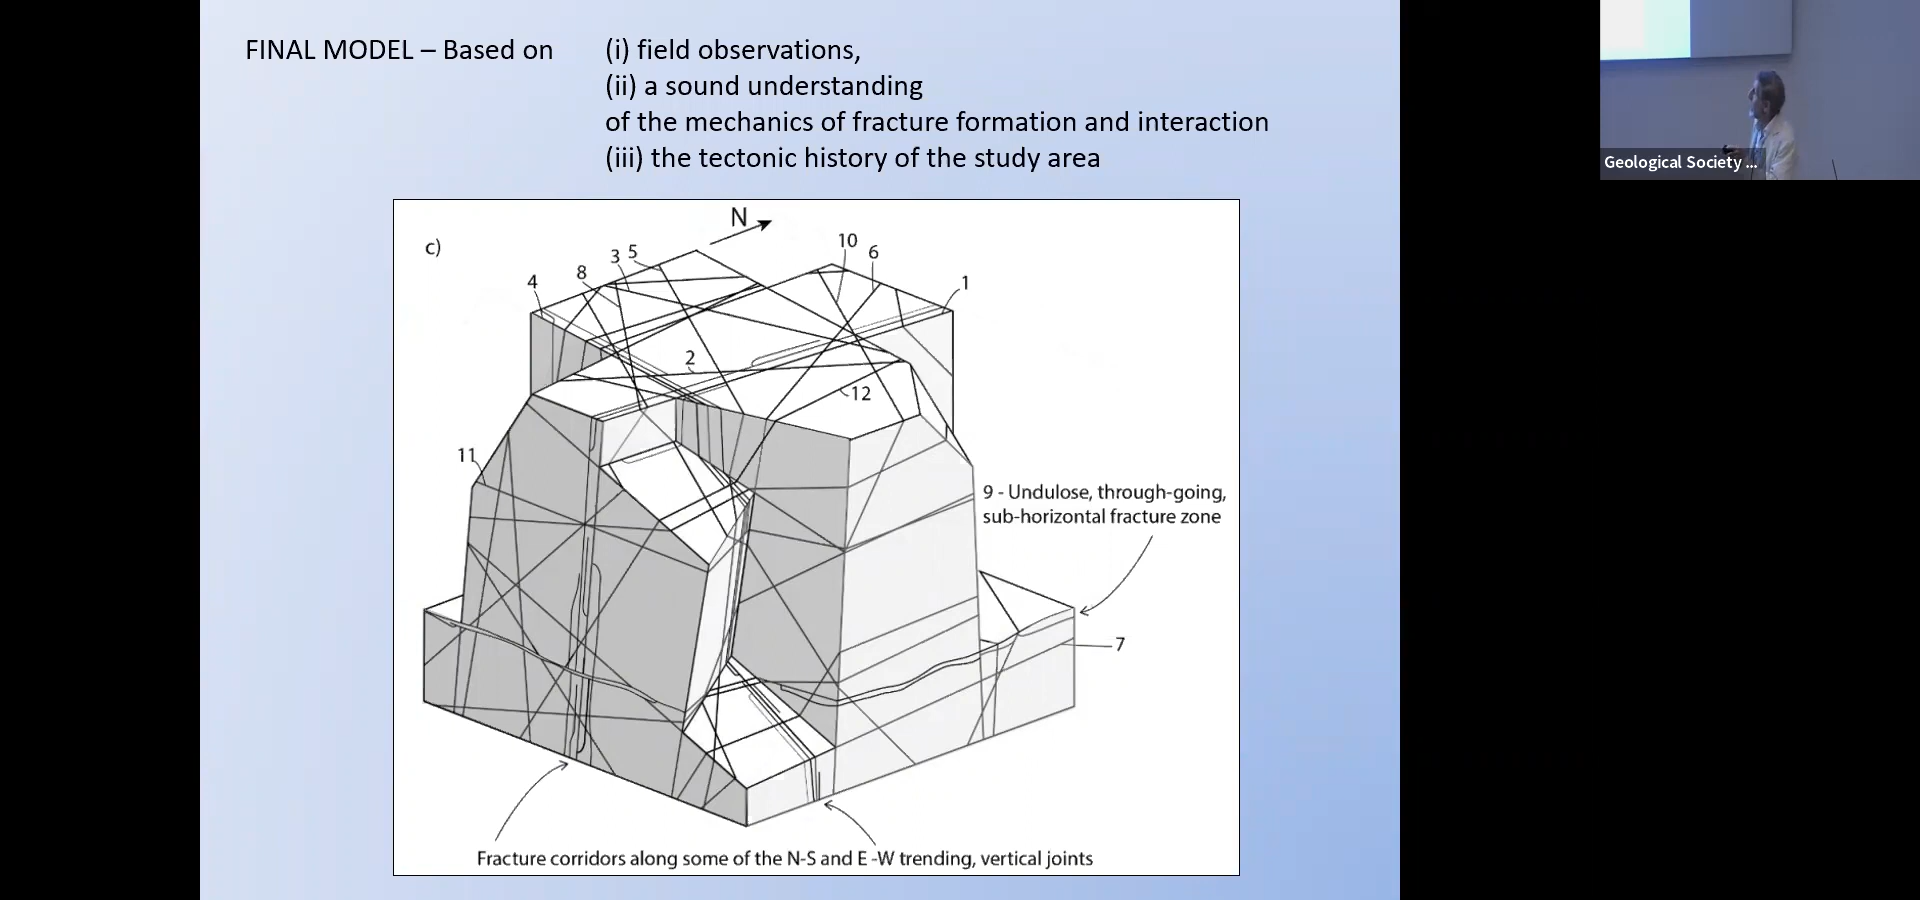 FINAL MODEL – Based on (i) field observations,
(ii) a sound understanding
of the mechanics of fracture formation and interaction
(iii) the tectonic history of the study area
Geological Society ...
c)
N
10
6
3 5
8
4
1
2
12
11
9 - Undulose, through-going,
sub-horizontal fracture zone
7
Fracture corridors along some of the N-S and E -W trending, vertical joints